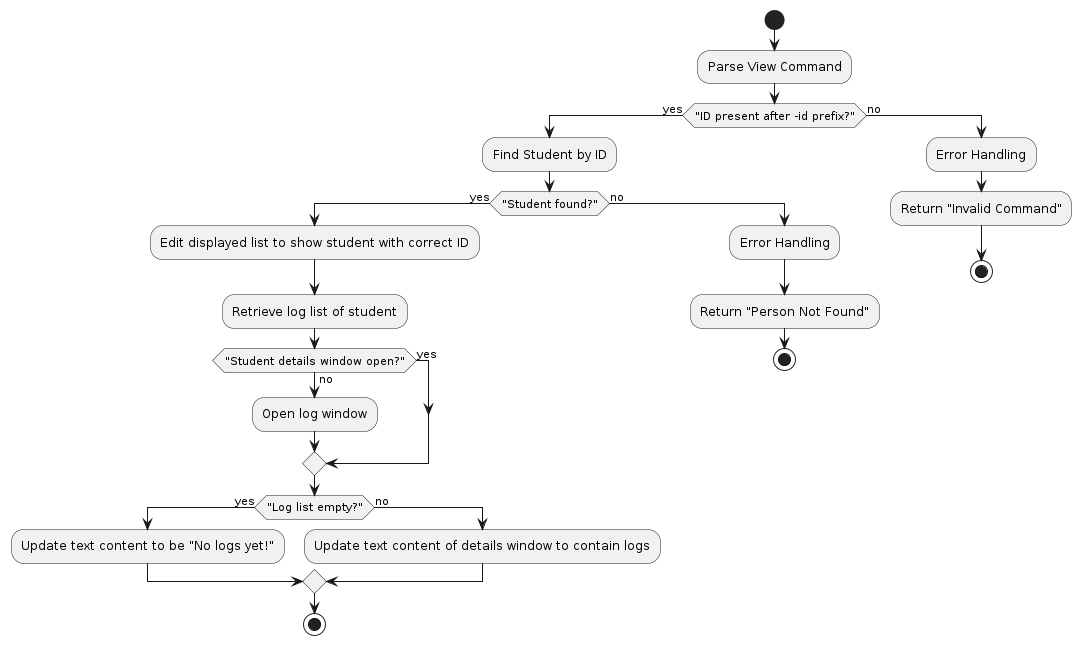 Parse View Command
yes
"ID present after -id prefix?"
no
Find Student by ID
Error Handling
yes
"Student found?"
no
Return "Invalid Command"
Edit displayed list to show student with correct ID
Error Handling
Retrieve log list of student
Return "Person Not Found"
"Student details window open?"
yes
no
Open log window
yes
"Log list empty?"
no
Update text content to be "No logs yet!"
Update text content of details window to contain logs